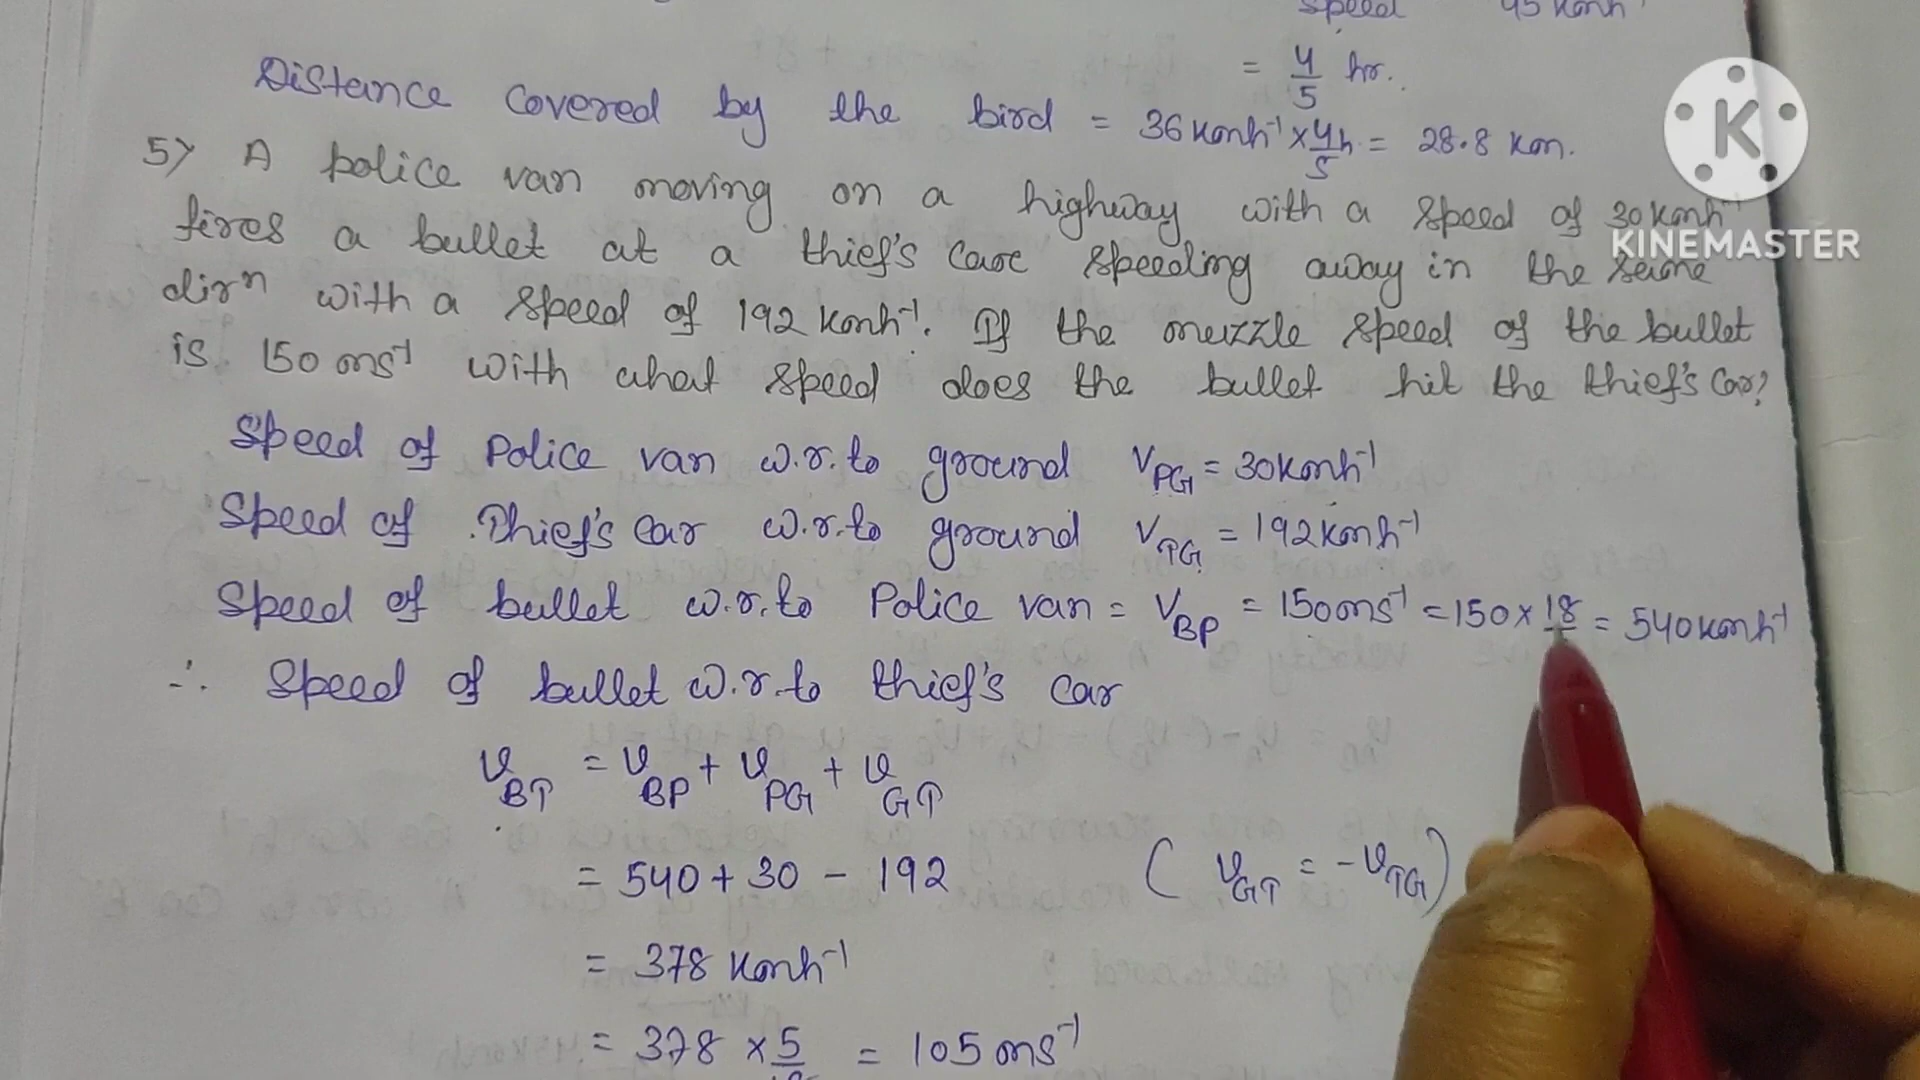 Speed 45 kmh
= 4/5 hr.
Distance covered by the bird = 36 kmh⁻¹ × 4/5 h = 28.8 km.
5) A police van moving on a highway with a speed of 30 kmh⁻¹
fires a bullet at a thief's care speeding away in the same
dirⁿ with a speed of 192 kmh⁻¹. If the muzzle speed of the bullet
is 150 ms⁻¹ with what speed does the bullet hit the thief's car?
Speed of Police van w.r.to ground V_PG = 30 kmh⁻¹
Speed of Thief's car w.r.to ground V_TG = 192 kmh⁻¹
Speed of bullet w.r.to Police van = V_BP = 150 ms⁻¹ = 150 × 18 = 540 kmh⁻¹
∴ Speed of bullet w.r.to thief's car
v_BT = v_BP + v_PG + v_GT
= 540 + 30 - 192 ( v_GT = -v_TG )
= 378 kmh⁻¹
= 378 × 5 = 105 ms⁻¹
K
KINEMASTER